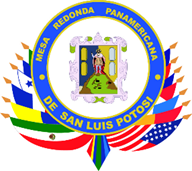 MESA REDONDA PANAMERICANA
DE SAN LUIS POTOSI